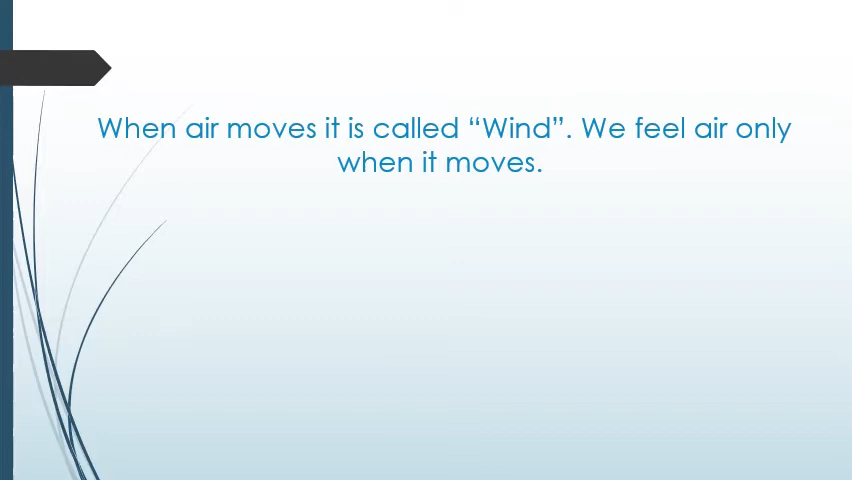 When air moves it is called “Wind”. We feel air only
when it moves.